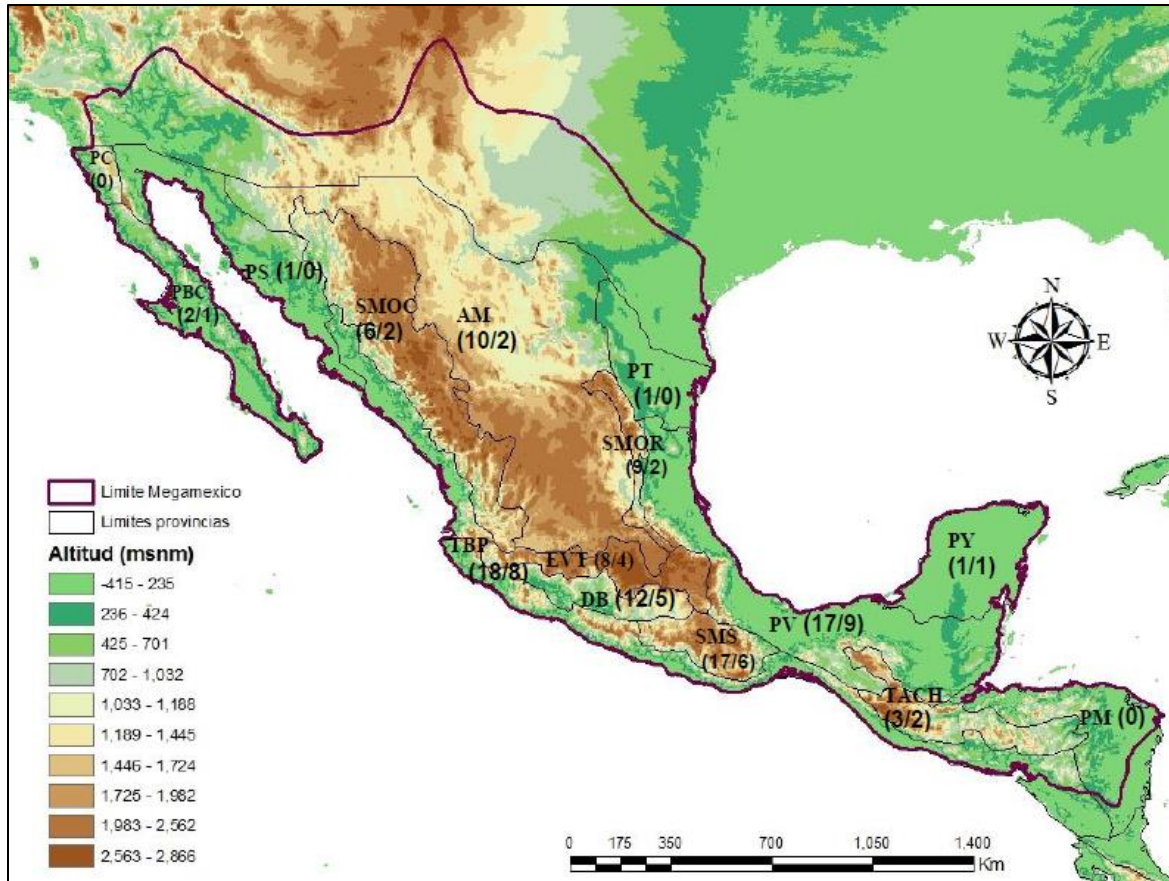 PC
(0)
PS (1/0)
PBC
(2/1)
SMOC
(6/2)
AM
(10/2)
PT
(1/0)
SMOR
(9/2)
N
W
E
S
TBP
(18/8)
EVT (8/4)
DB (12/5)
SMS
(17/6)
PV (17/9)
PY
(1/1)
TACH
(3/2)
PM (0)
Límite Megamexico
Límites provincias
Altitud (msnm)
-415 - 235
236 - 424
425 - 701
702 - 1,032
1,033 - 1,188
1,189 - 1,445
1,446 - 1,724
1,725 - 1,982
1,983 - 2,562
2,563 - 2,866
0 175 350 700 1,050 1,400
Km